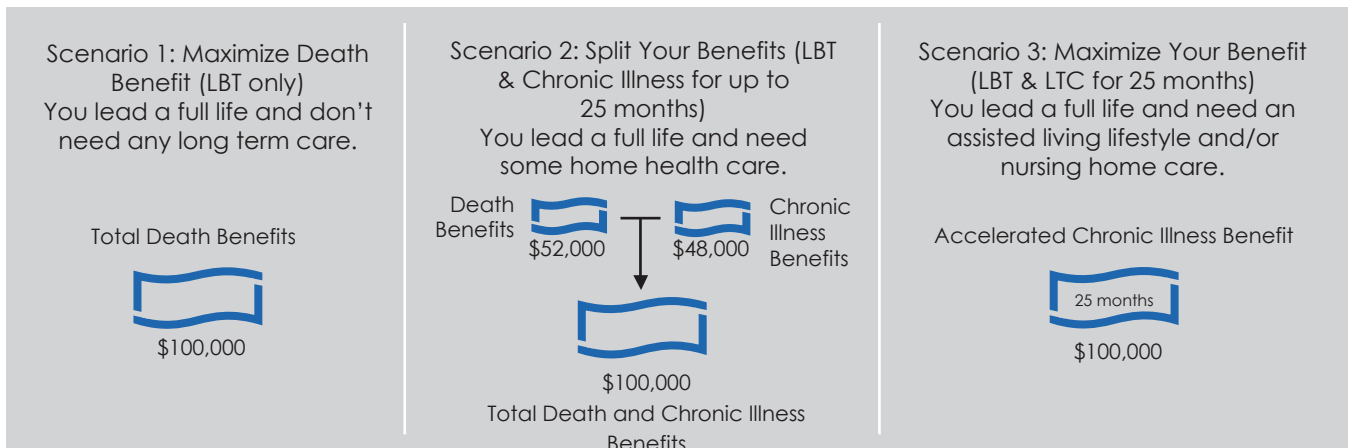 Scenario 1: Maximize Death
Benefit (LBT only)
You lead a full life and don't
need any long term care.
Total Death Benefits
$100,000
Scenario 2: Split Your Benefits (LBT
& Chronic Illness for up to
25 months)
You lead a full life and need
some home health care.
Death
Benefits
$52,000
$48,000
Chronic
Illness
Benefits
$100,000
Total Death and Chronic Illness
Benefits
Scenario 3: Maximize Your Benefit
(LBT & LTC for 25 months)
You lead a full life and need an
assisted living lifestyle and/or
nursing home care.
Accelerated Chronic Illness Benefit
25 months
$100,000